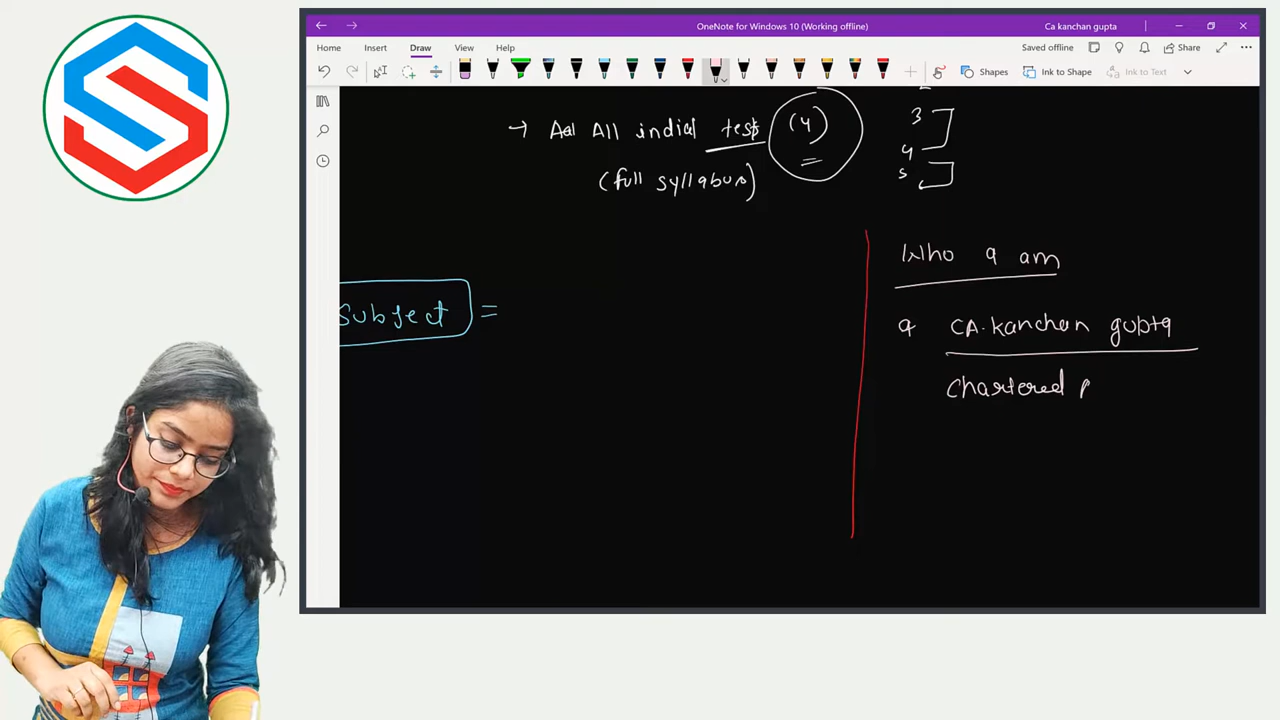 OneNote for Windows 10 (Working offline)
Ca kanchan gupta
Home Insert Draw View Help
Saved offline
Share
Shapes
Ink to Shape
Ink to Text
→ All indial test (4)
(full syllabus)
3
4
5
Subject =
Who q am
q CA.kanchan gupta
Chartered